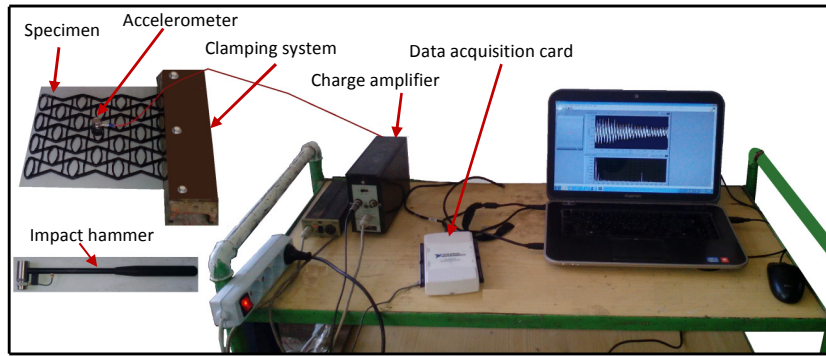 Accelerometer
Specimen
Clamping system
Data acquisition card
Charge amplifier
Impact hammer